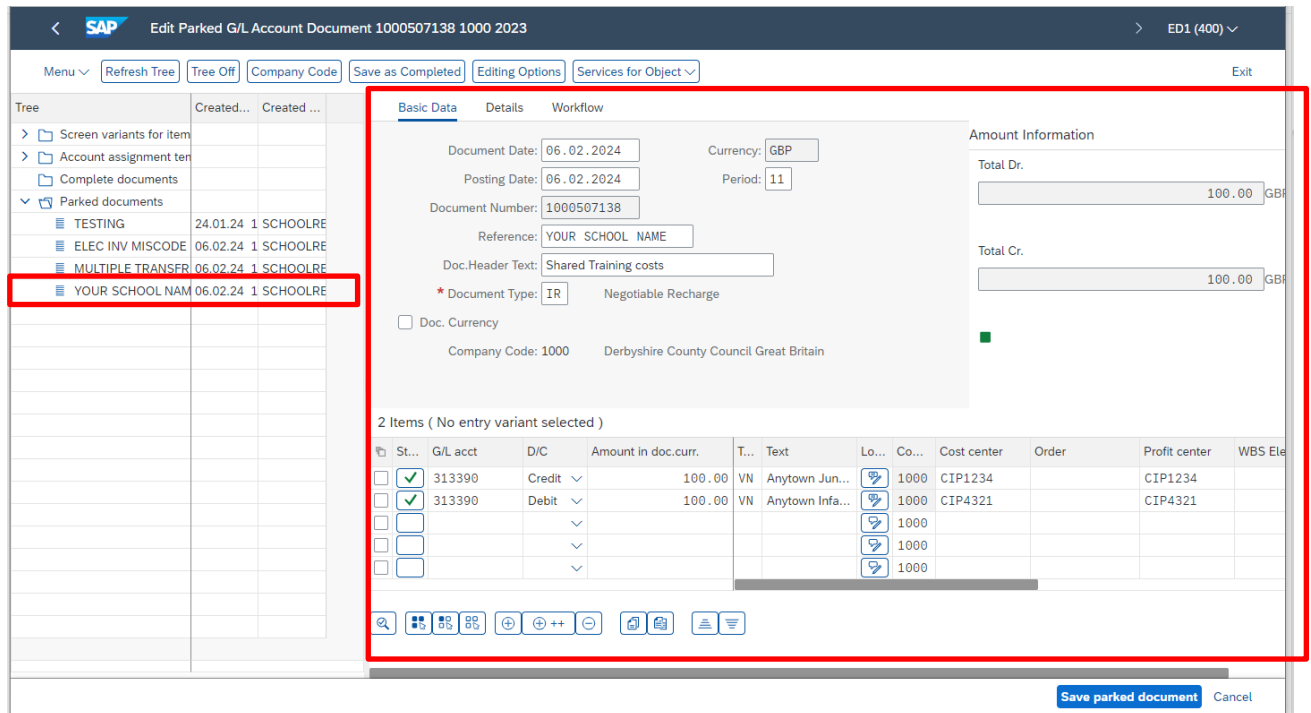 SAP Edit Parked G/L Account Document 1000507138 1000 2023 ED1 (400)
Menu Refresh Tree Tree Off Company Code Save as Completed Editing Options Services for Object Exit
Tree Created... Created ...
Screen variants for item
Account assignment ten
Complete documents
Parked documents
TESTING 24.01.24 1 SCHOOLRE
ELEC INV MISCODE 06.02.24 1 SCHOOLRE
MULTIPLE TRANSFR 06.02.24 1 SCHOOLRE
YOUR SCHOOL NAM 06.02.24 1 SCHOOLRE
Basic Data Details Workflow
Document Date: 06.02.2024 Currency: GBP
Posting Date: 06.02.2024 Period: 11
Document Number: 1000507138
Reference: YOUR SCHOOL NAME
Doc.Header Text: Shared Training costs
* Document Type: IR Negotiable Recharge
Doc. Currency
Company Code: 1000 Derbyshire County Council Great Britain
Amount Information
Total Dr.
100.00 GBP
Total Cr.
100.00 GBP
2 Items ( No entry variant selected )
St... G/L acct D/C Amount in doc.curr. T... Text Lo... Co... Cost center Order Profit center WBS Ele
313390 Credit 100.00 VN Anytown Jun... 1000 CIP1234 CIP1234
313390 Debit 100.00 VN Anytown Infa... 1000 CIP4321 CIP4321
1000
1000
1000
++
Save parked document Cancel